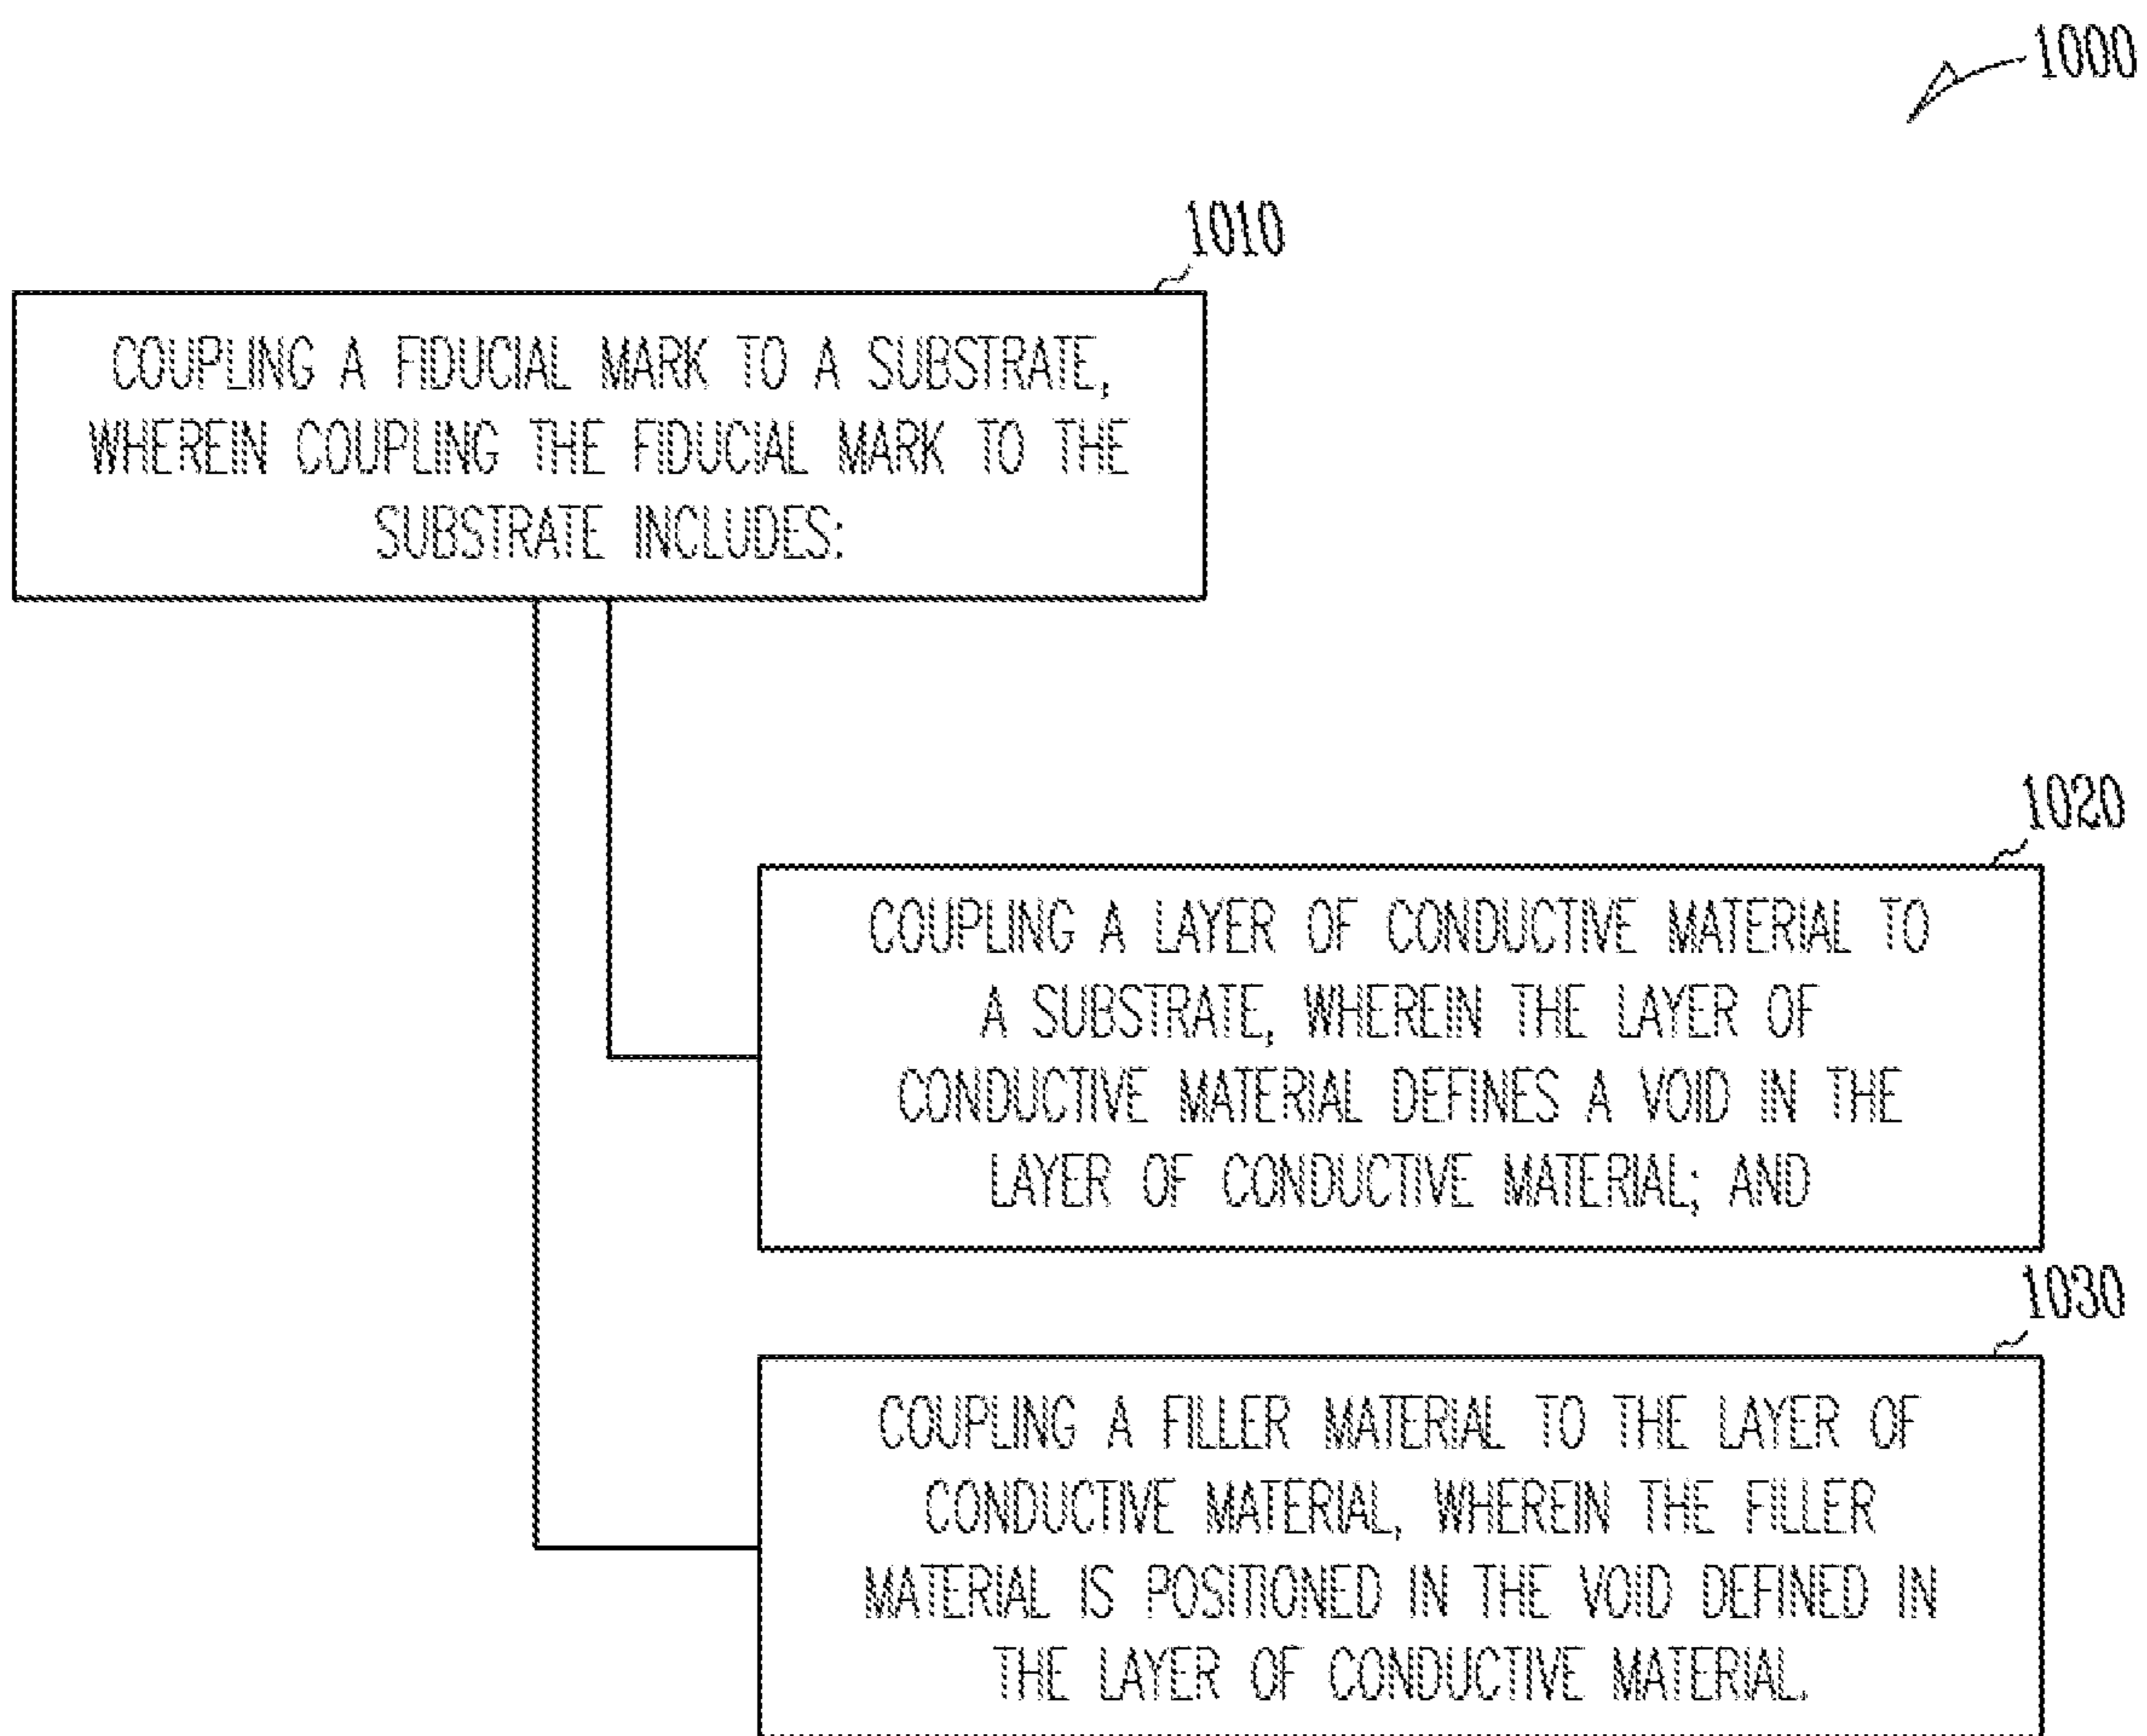 1000
1010
COUPLING A FIDUCIAL MARK TO A SUBSTRATE,
WHEREIN COUPLING THE FIDUCIAL MARK TO THE
SUBSTRATE INCLUDES:
1020
COUPLING A LAYER OF CONDUCTIVE MATERIAL TO
A SUBSTRATE, WHEREIN THE LAYER OF
CONDUCTIVE MATERIAL DEFINES A VOID IN THE
LAYER OF CONDUCTIVE MATERIAL; AND
1030
COUPLING A FILLER MATERIAL TO THE LAYER OF
CONDUCTIVE MATERIAL, WHEREIN THE FILLER
MATERIAL IS POSITIONED IN THE VOID DEFINED IN
THE LAYER OF CONDUCTIVE MATERIAL.